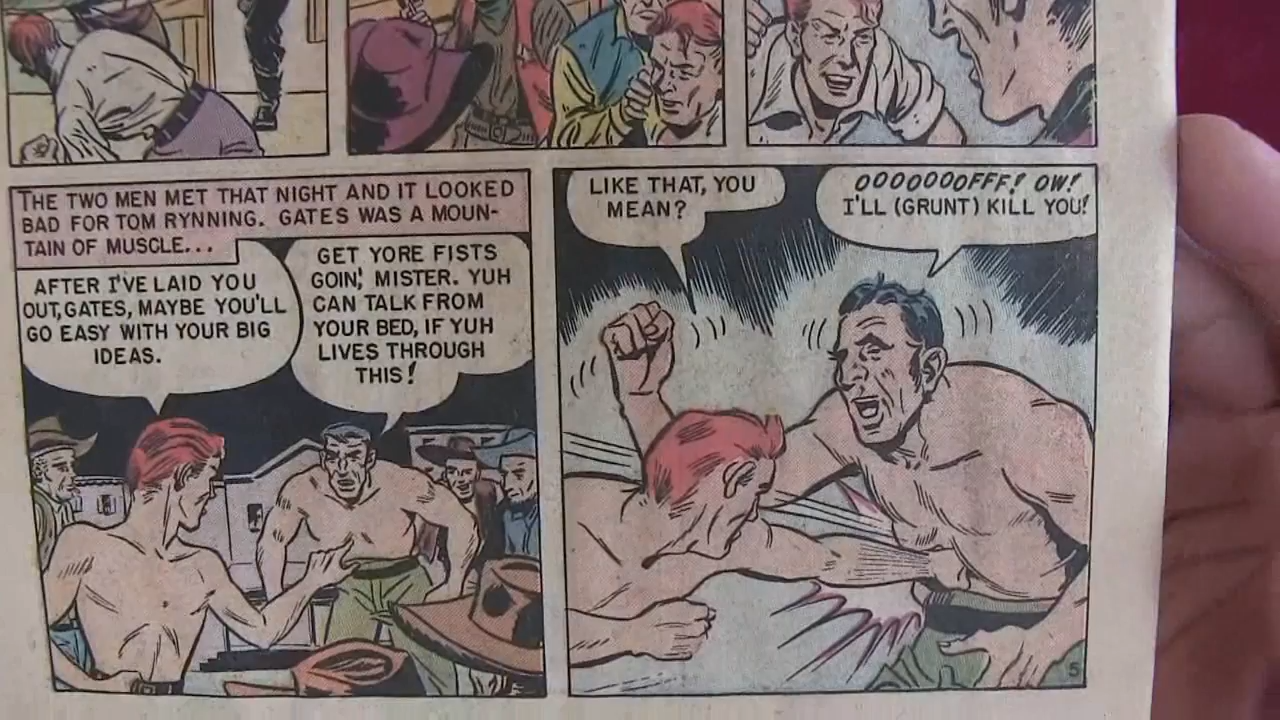 THE TWO MEN MET THAT NIGHT AND IT LOOKED
BAD FOR TOM RYNNING. GATES WAS A MOUN-
TAIN OF MUSCLE...
AFTER I'VE LAID YOU
OUT, GATES, MAYBE YOU'LL
GO EASY WITH YOUR BIG
IDEAS.
GET YORE FISTS
GOIN', MISTER. YUH
CAN TALK FROM
YOUR BED, IF YUH
LIVES THROUGH
THIS!
LIKE THAT, YOU
MEAN?
OOOOOOOFFF! OW!
I'LL (GRUNT) KILL YOU!
5